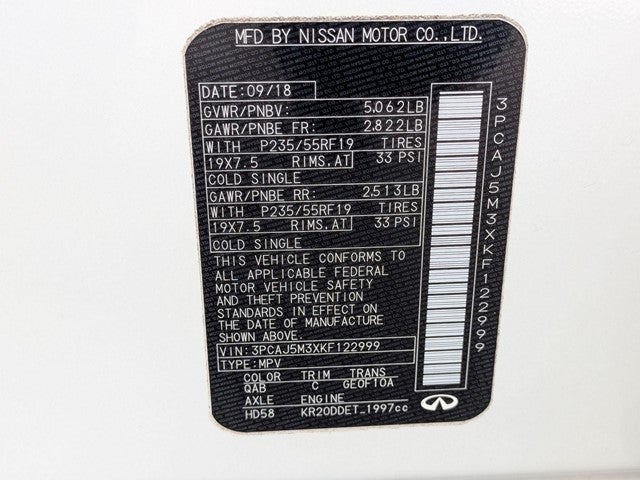 MFD BY NISSAN MOTOR CO.,LTD.
DATE:09/18
GVWR/PNBV: 5,062LB
GAWR/PNBE FR: 2,822LB
WITH P235/55RF19 TIRES
19X7.5 RIMS.AT 33 PSI
COLD SINGLE
GAWR/PNBE RR: 2,513LB
WITH P235/55RF19 TIRES
19X7.5 RIMS.AT 33 PSI
COLD SINGLE
THIS VEHICLE CONFORMS TO
ALL APPLICABLE FEDERAL
MOTOR VEHICLE SAFETY
AND THEFT PREVENTION
STANDARDS IN EFFECT ON
THE DATE OF MANUFACTURE
SHOWN ABOVE.
VIN:3PCAJ5M3XKF122999
TYPE:MPV
COLOR TRIM TRANS
QAB C GE0F10A
AXLE ENGINE
HD58 KR20DDET_1997cc
3PCAJ5M3XKF122999